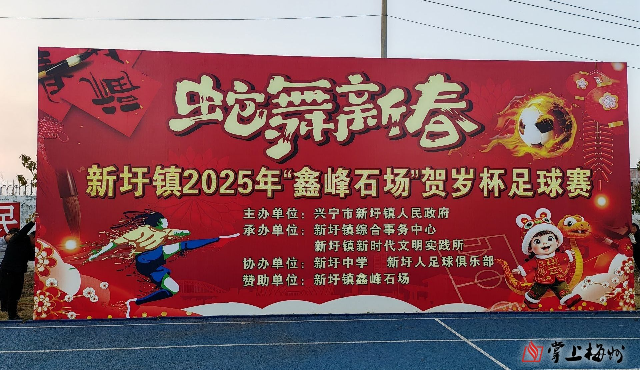 蛇舞新春
新圩镇2025年“鑫峰石场”贺岁杯足球赛
主办单位：兴宁市新圩镇人民政府
承办单位：新圩镇综合事务中心
新圩镇新时代文明实践所
协办单位：新圩中学 新圩人足球俱乐部
赞助单位：新圩镇鑫峰石场
民
掌上梅州